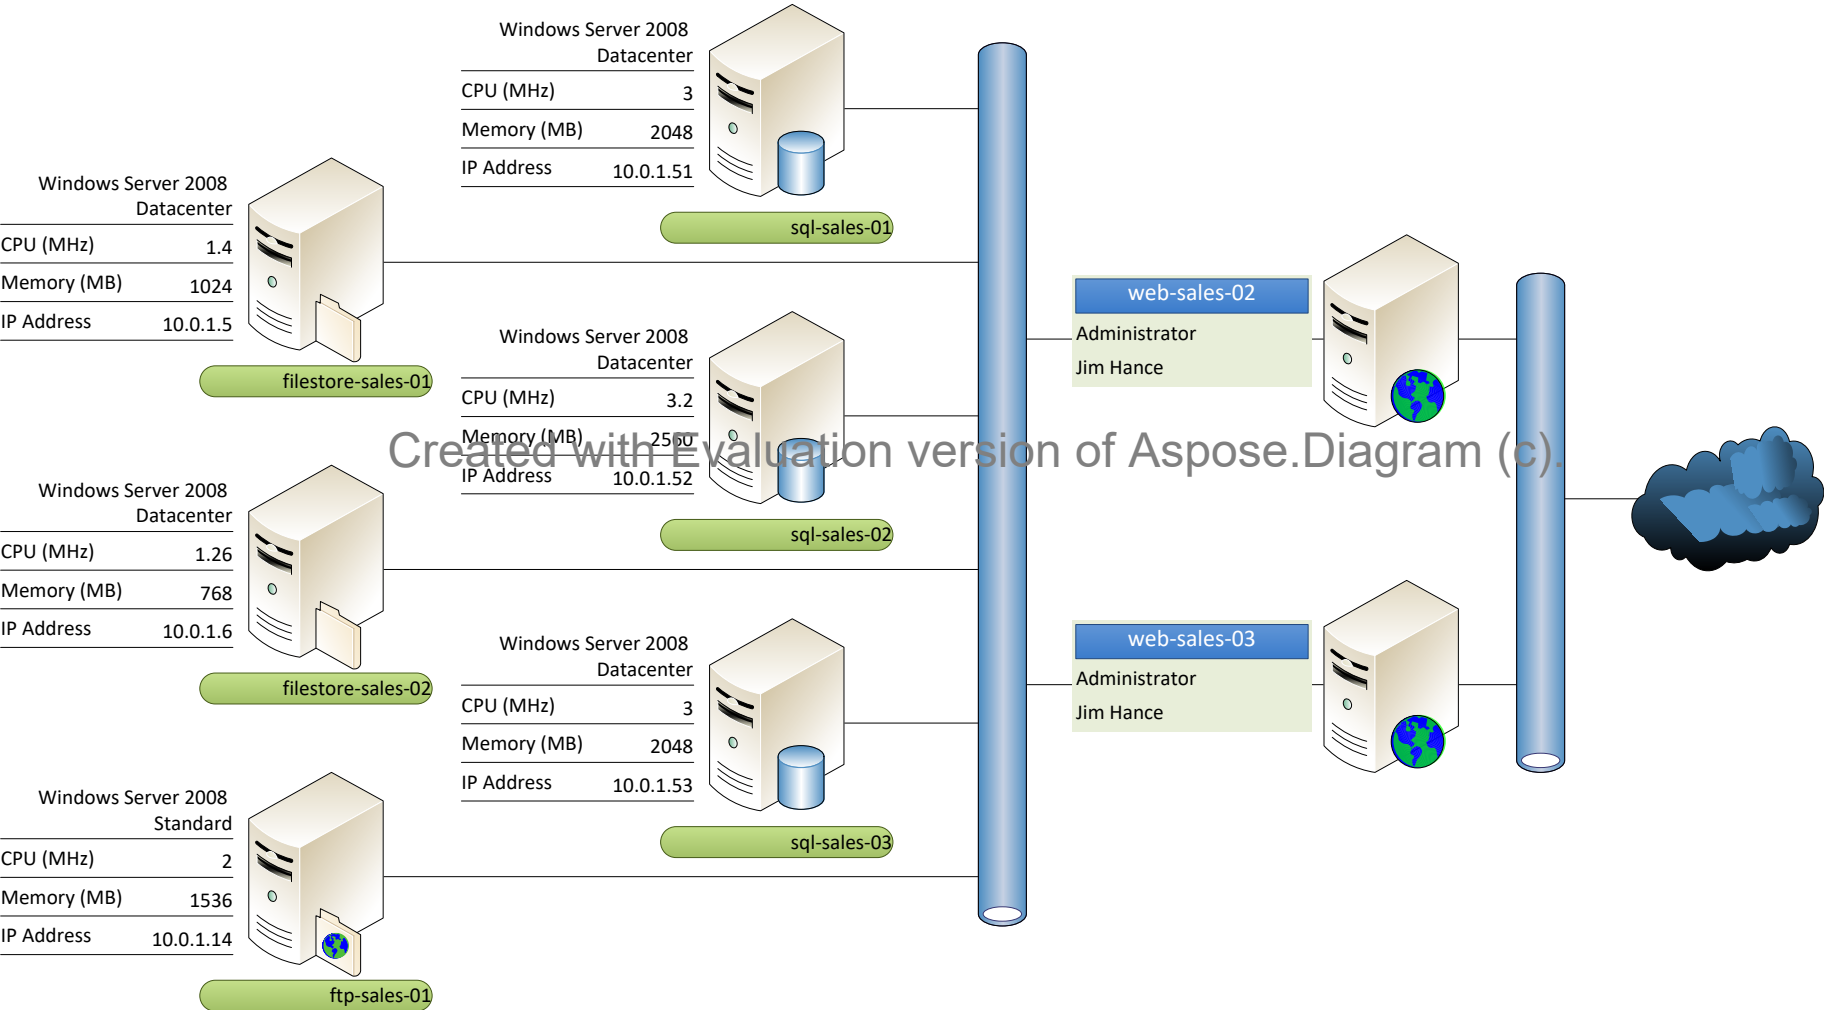 Windows Server 2008
Datacenter
CPU (MHz) 3
Memory (MB) 2048
IP Address 10.0.1.51
sql-sales-01
Windows Server 2008
Datacenter
CPU (MHz) 1.4
Memory (MB) 1024
IP Address 10.0.1.5
filestore-sales-01
Windows Server 2008
Datacenter
CPU (MHz) 3.2
Memory (MB) 2560
IP Address 10.0.1.52
sql-sales-02
web-sales-02
Administrator
Jim Hance
Created with Evaluation version of Aspose.Diagram (c).
Windows Server 2008
Datacenter
CPU (MHz) 1.26
Memory (MB) 768
IP Address 10.0.1.6
filestore-sales-02
Windows Server 2008
Datacenter
CPU (MHz) 3
Memory (MB) 2048
IP Address 10.0.1.53
sql-sales-03
web-sales-03
Administrator
Jim Hance
Windows Server 2008
Standard
CPU (MHz) 2
Memory (MB) 1536
IP Address 10.0.1.14
ftp-sales-01